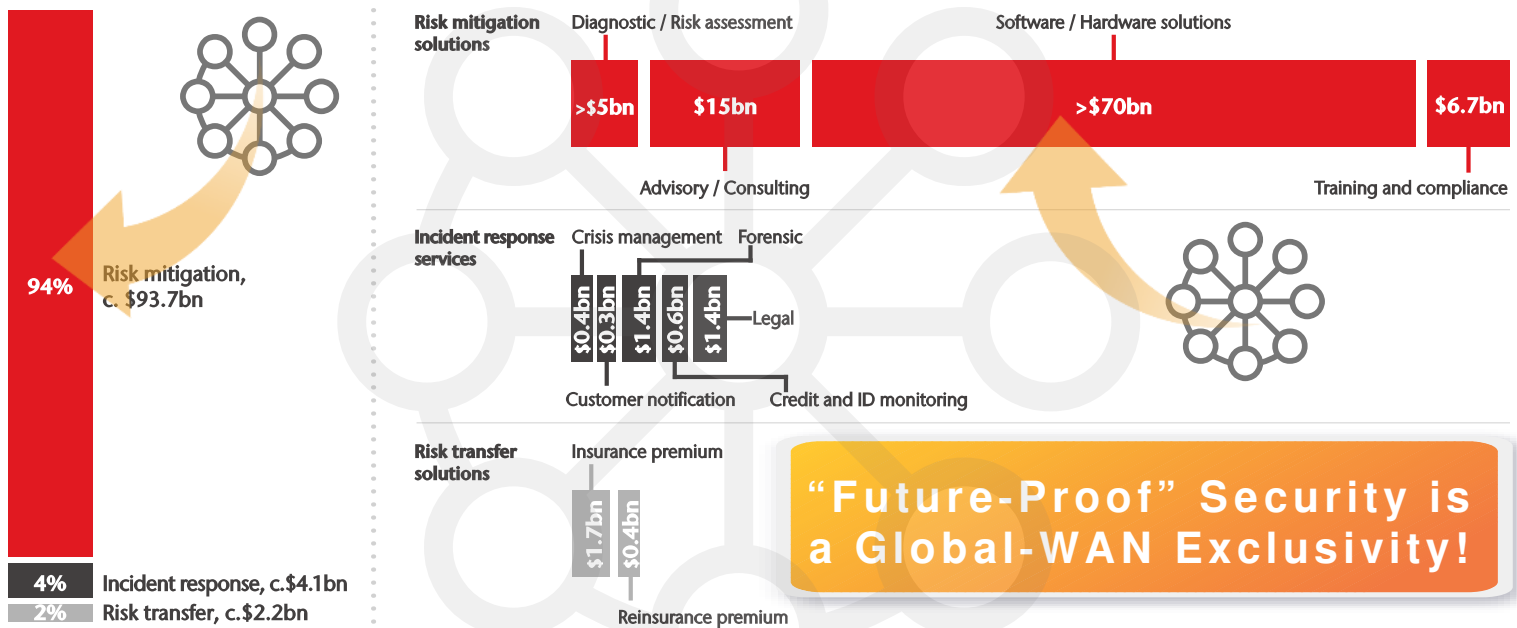 94%
Risk mitigation,
c. $93.7bn
4%
Incident response, c.$4.1bn
2%
Risk transfer, c.$2.2bn
Risk mitigation
solutions
Diagnostic / Risk assessment
Software / Hardware solutions
>$5bn
$15bn
>$70bn
$6.7bn
Advisory / Consulting
Training and compliance
Incident response
services
Crisis management
Forensic
$0.4bn
$0.3bn
$1.4bn
$0.6bn
$1.4bn
Legal
Customer notification
Credit and ID monitoring
Risk transfer
solutions
Insurance premium
$1.7bn
$0.4bn
Reinsurance premium
“Future-Proof” Security is
a Global-WAN Exclusivity!